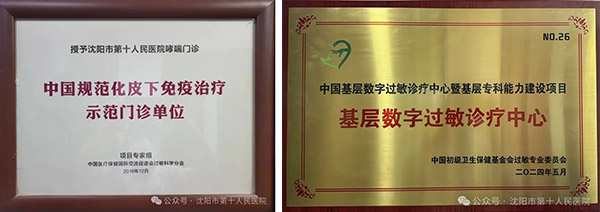 授予沈阳市第十人民医院哮喘门诊
中国规范化皮下免疫治疗
示范门诊单位
项目专家组
中国医疗保健国际交流促进会过敏科学分会
2018年12月
公众号·沈阳市第十人民医院
NO.26
中国基层数字过敏诊疗中心暨基层专科能力建设项目
基层数字过敏诊疗中心
中国初级卫生保健基金会过敏专业委员会
二〇二四年五月
公众号·沈阳市第十人民医院